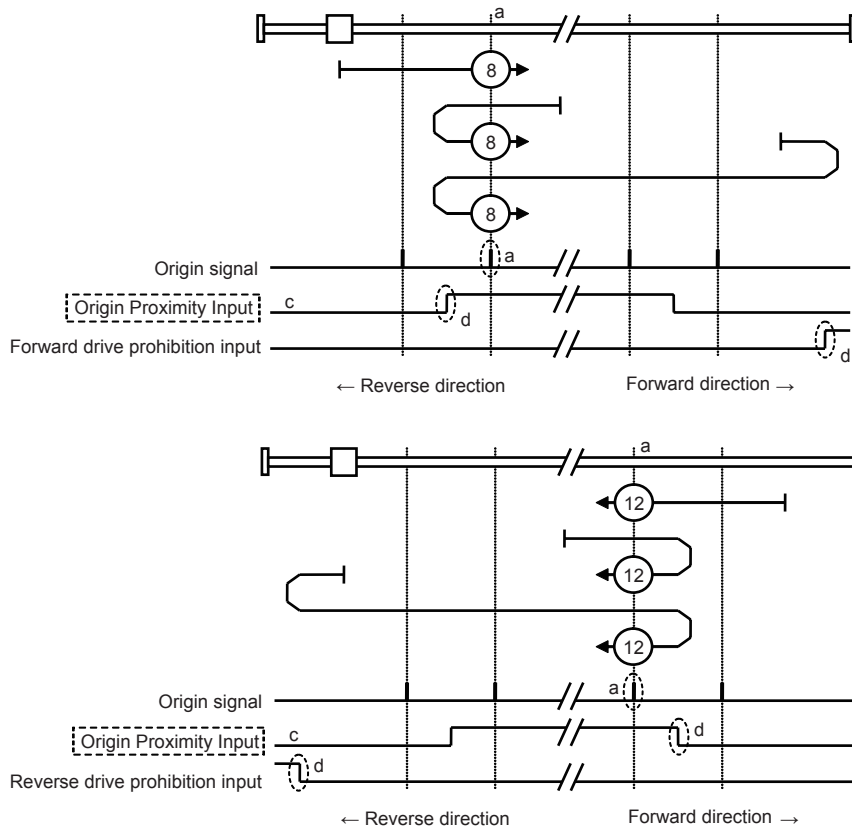 a
8
8
8
Origin signal a
Origin Proximity Input c d
Forward drive prohibition input d
← Reverse direction Forward direction →
a
12
12
12
Origin signal a
Origin Proximity Input c d
Reverse drive prohibition input d
← Reverse direction Forward direction →